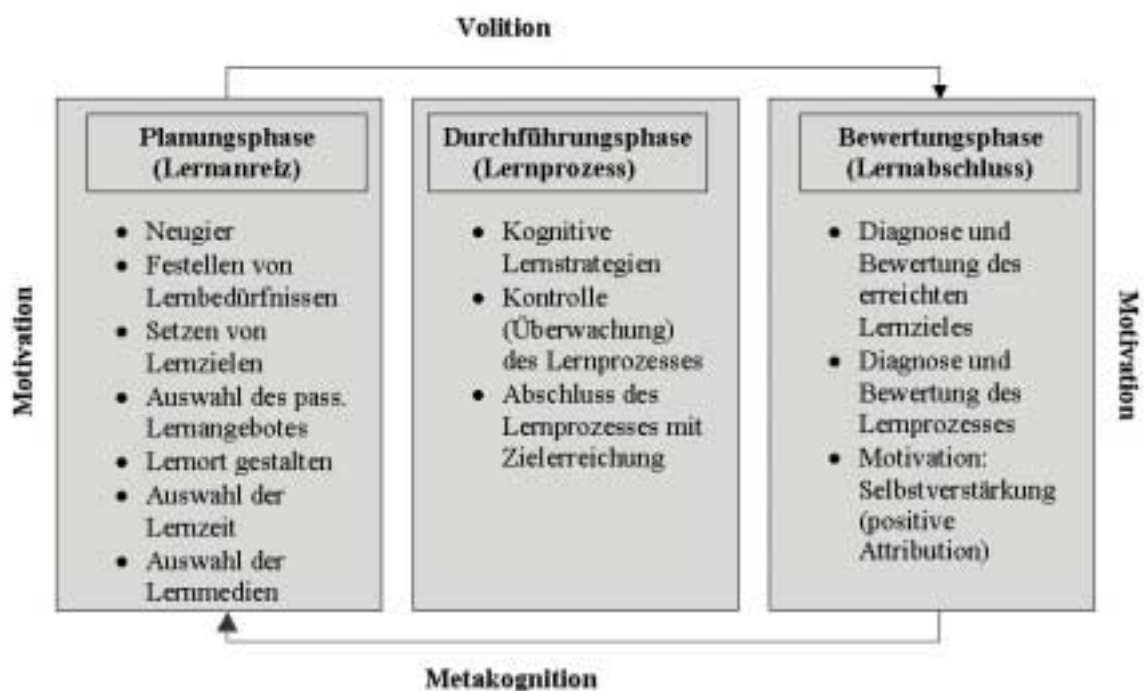 Volition
Motivation
Planungsphase
(Lernanreiz)
• Neugier
• Festellen von
Lernbedürfnissen
• Setzen von
Lernzielen
• Auswahl des pass.
Lernangebotes
• Lernort gestalten
• Auswahl der
Lernzeit
• Auswahl der
Lernmedien
Durchführungsphase
(Lernprozess)
• Kognitive
Lernstrategien
• Kontrolle
(Überwachung)
des Lernprozesses
• Abschluss des
Lernprozesses mit
Zielerreichung
Bewertungsphase
(Lernabschluss)
• Diagnose und
Bewertung des
erreichten
Lernzieles
• Diagnose und
Bewertung des
Lernprozesses
• Motivation:
Selbstverstärkung
(positive
Attribution)
Motivation
Metakognition